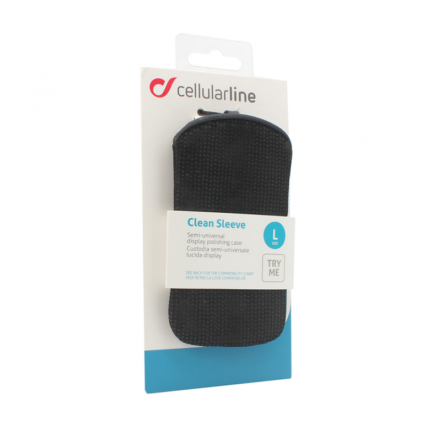 cellularline
Clean Sleeve
Semi-universal
display polishing case
Custodia semi-universale
lucida display
L
TRY
ME